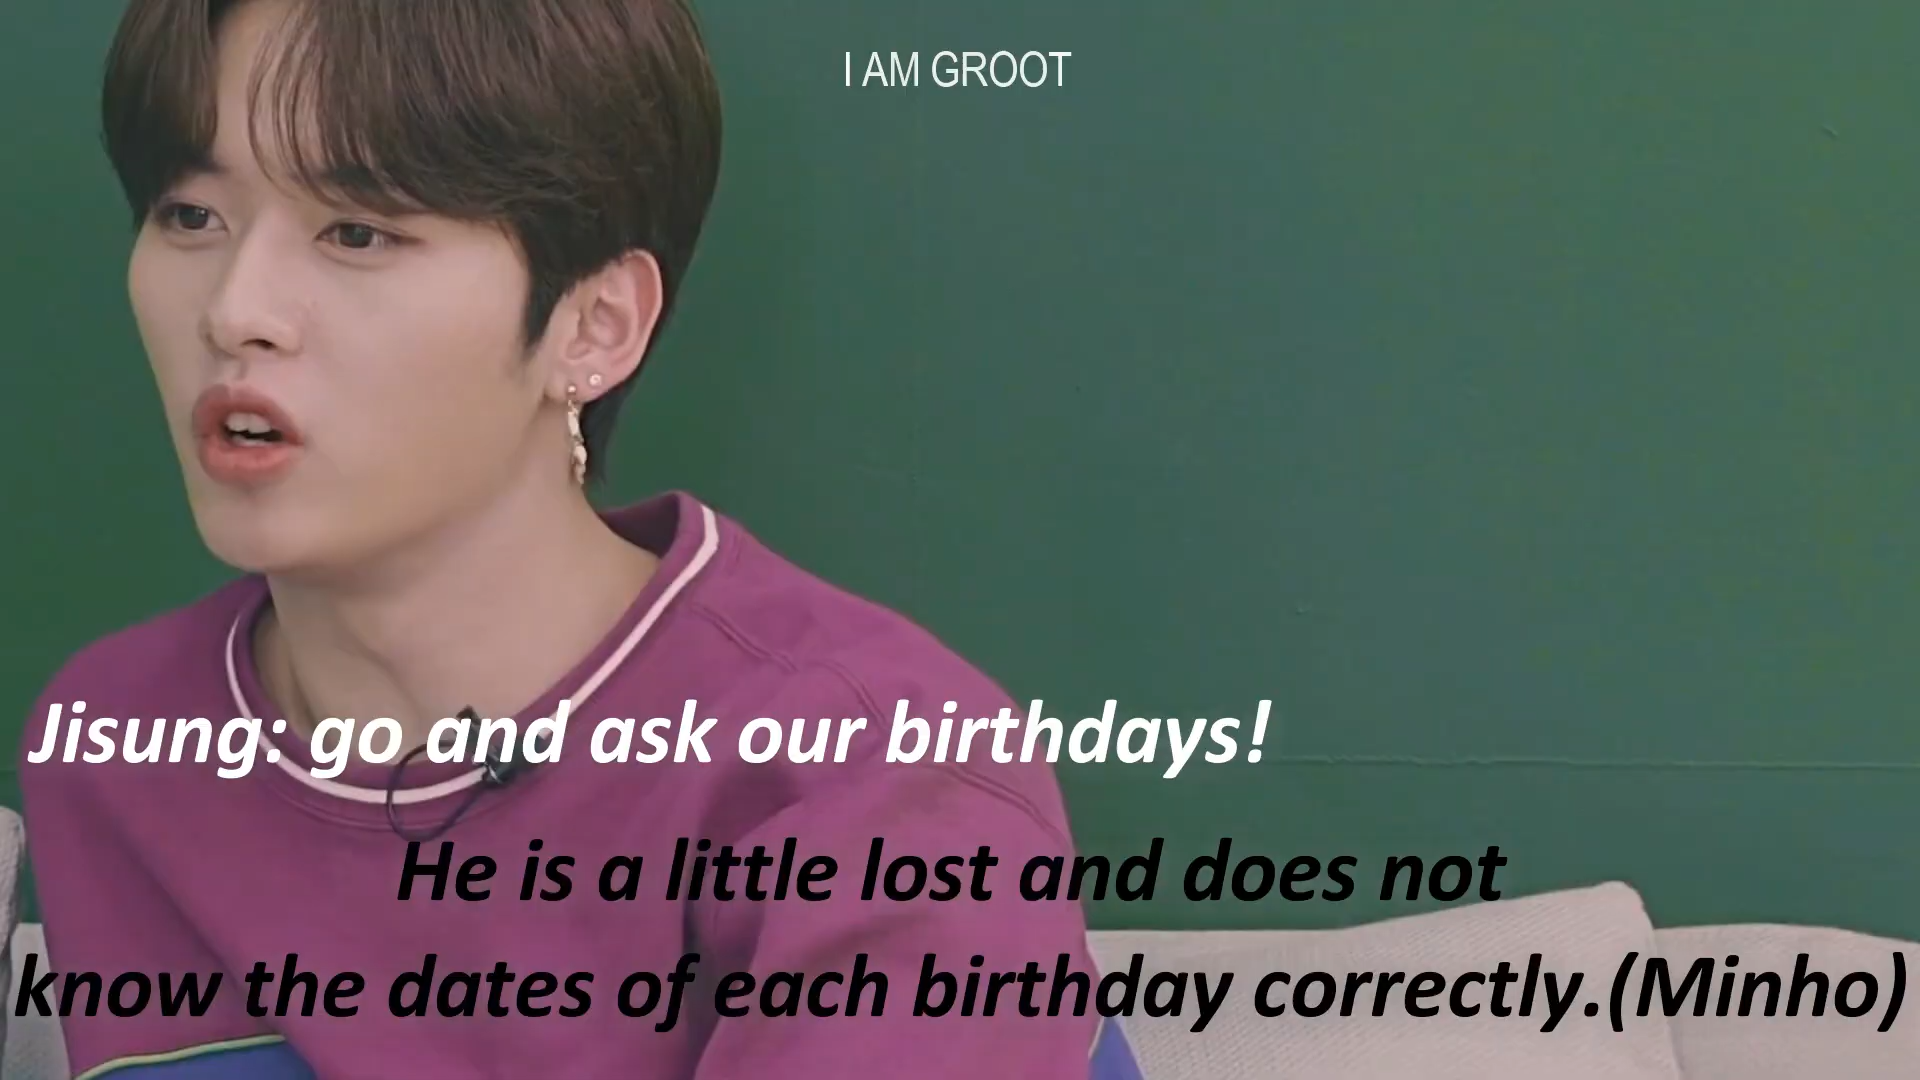 I AM GROOT
Jisung: go and ask our birthdays!
He is a little lost and does not
know the dates of each birthday correctly.(Minho)